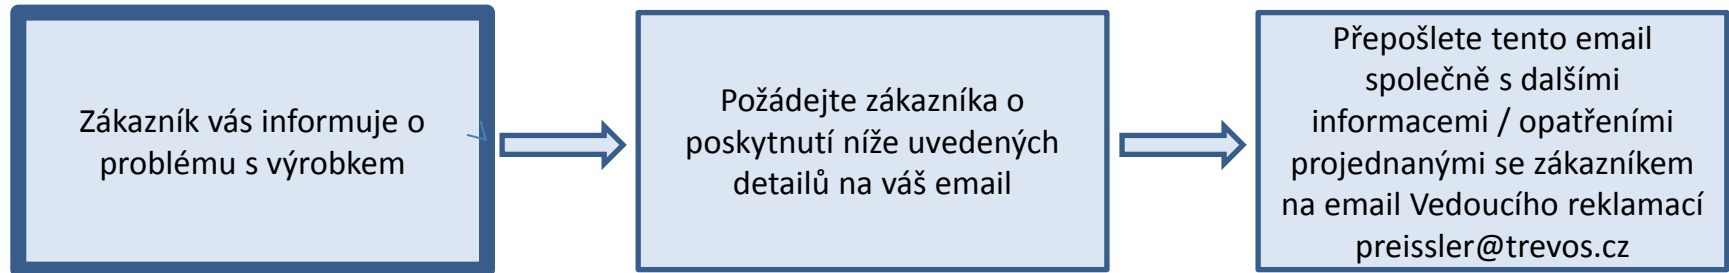 Zákazník vás informuje o
problému s výrobkem
Požádejte zákazníka o
poskytnutí níže uvedených
detailů na váš email
Přepošlete tento email
společně s dalšími
informacemi / opatřeními
projednanými se zákazníkem
na email Vedoucího reklamací
preissler@trevos.cz